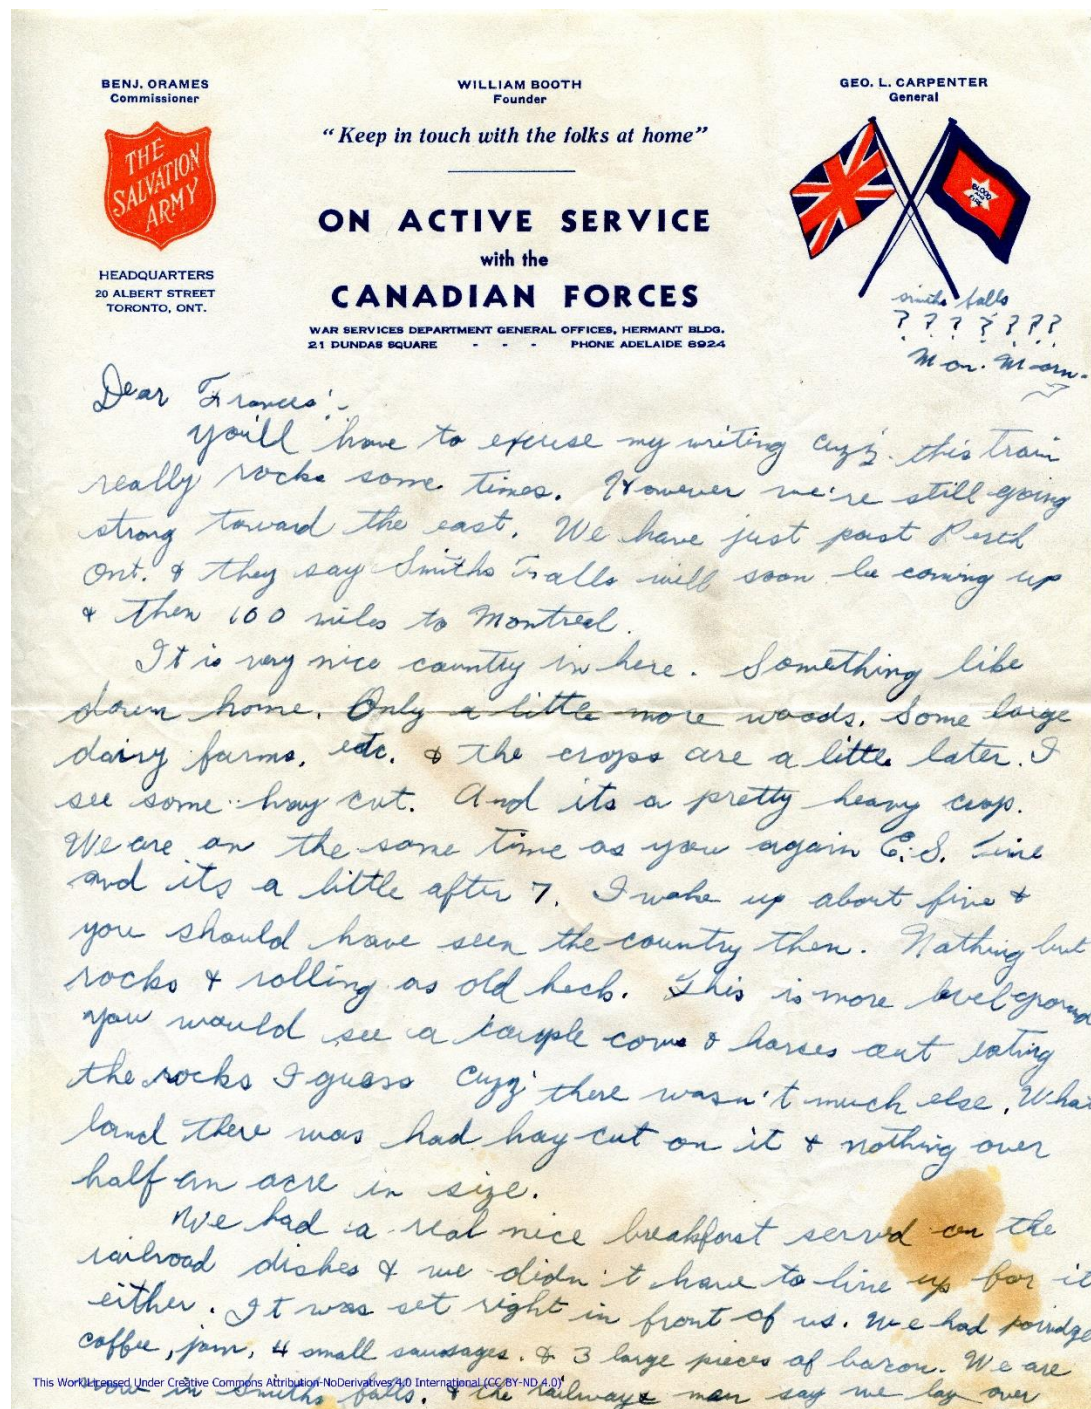 BENJ. ORAMES
Commissioner
WILLIAM BOOTH
Founder
GEO. L. CARPENTER
General
"Keep in touch with the folks at home"
THE
SALVATION
ARMY
BLOOD
AND
FIRE
ON ACTIVE SERVICE
with the
CANADIAN FORCES
HEADQUARTERS
20 ALBERT STREET
TORONTO, ONT.
WAR SERVICES DEPARTMENT GENERAL OFFICES, HERMANT BLDG.
21 DUNDAS SQUARE - - - PHONE ADELAIDE 8924
smiths falls
? ? ? ? ? ? ?
Mon. Morn.
Dear Frances:-
You'll have to excuse my writing cuzz this train
really rocks some times. However we're still going
strong toward the east. We have just past Perth
Ont. & they say Smiths Falls will soon be coming up
& then 100 miles to Montreal.
It is very nice country in here. Something like
down home. Only a little more woods. Some large
dairy farms, etc. & the crops are a little later. I
see some hay cut. And its a pretty heavy crop.
We are on the same time as you again E.S. Time
and its a little after 7. I woke up about five &
you should have seen the country then. Nothing but
rocks & rolling as old heck. This is more level ground
you would see a couple cows & horses out eating
the rocks I guess cuzz there wasn't much else. What
land there was had hay cut on it & nothing over
half an acre in size.
We had a real nice breakfast served on the
railroad dishes & we didn't have to line up for it
either. It was set right in front of us. We had porridge
coffee, jam, 4 small sausages. & 3 large pieces of bacon. We are
now in smiths falls. & the railways man say we lay over
This Work Licensed Under Creative Commons Attribution-NoDerivatives 4.0 International (CC BY-ND 4.0)